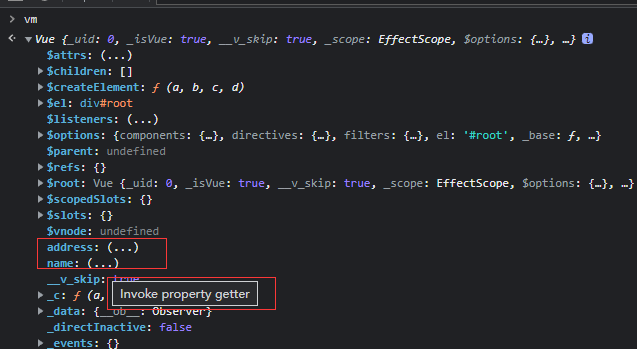 > vm
Vue {_uid: 0, _isVue: true, __v_skip: true, _scope: EffectScope, $options: {…}, …} i
$attrs: (...)
$children: []
$createElement: ƒ (a, b, c, d)
$el: div#root
$listeners: (...)
$options: {components: {…}, directives: {…}, filters: {…}, el: '#root', _base: ƒ, …}
$parent: undefined
$refs: {}
$root: Vue {_uid: 0, _isVue: true, __v_skip: true, _scope: EffectScope, $options: {…}, …}
$scopedSlots: {}
$slots: {}
$vnode: undefined
address: (...)
name: (...)
__v_skip: true
_c: ƒ (a,
Invoke property getter
_data: {__ob__: Observer}
_directInactive: false
_events: {}